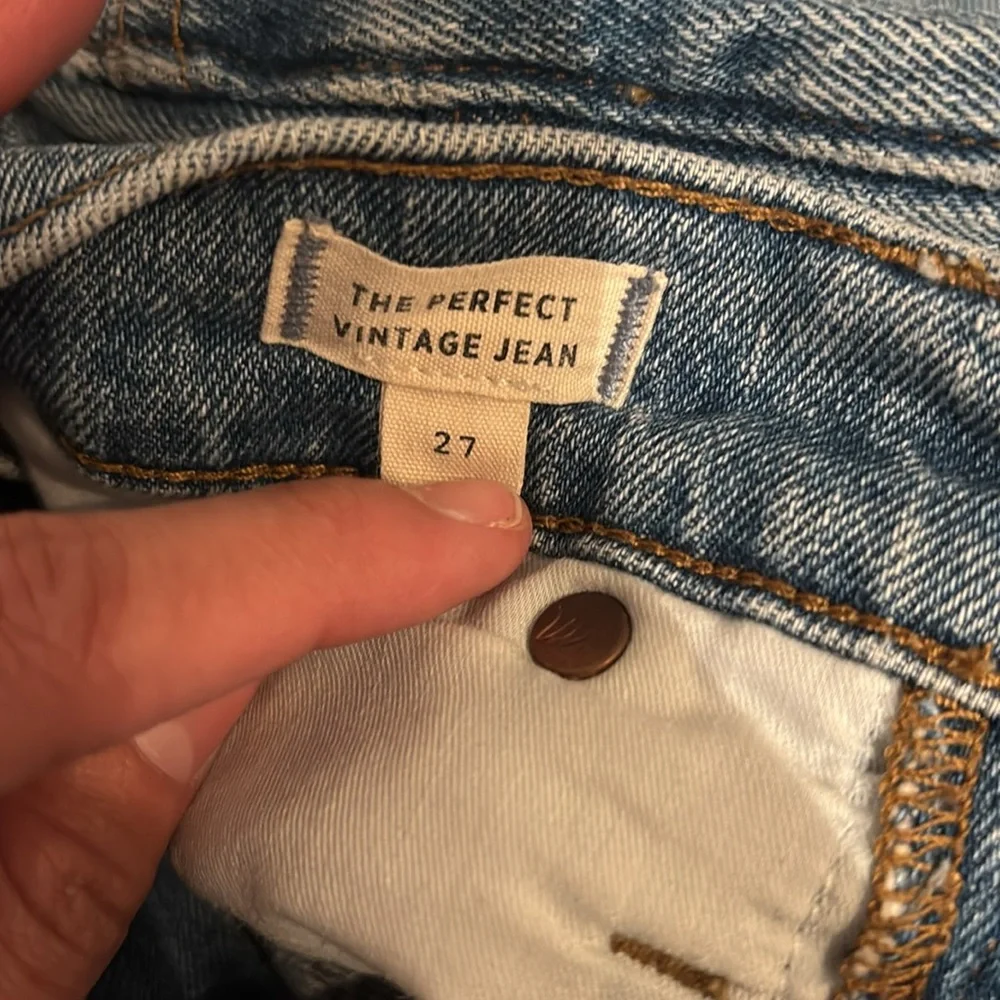 THE PERFECT
VINTAGE JEAN
27